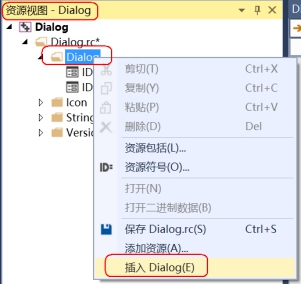 资源视图 - Dialog
D
Dialog
Dialog.rc*
Dialog
ID
ID
Icon
String
Versio
剪切(T) Ctrl+X
复制(Y) Ctrl+C
粘贴(V) Ctrl+V
删除(D) Del
资源包括(L)...
ID= 资源符号(O)...
打开(N)
打开二进制数据(B)
保存 Dialog.rc(S) Ctrl+S
添加资源(A)...
插入 Dialog(E)